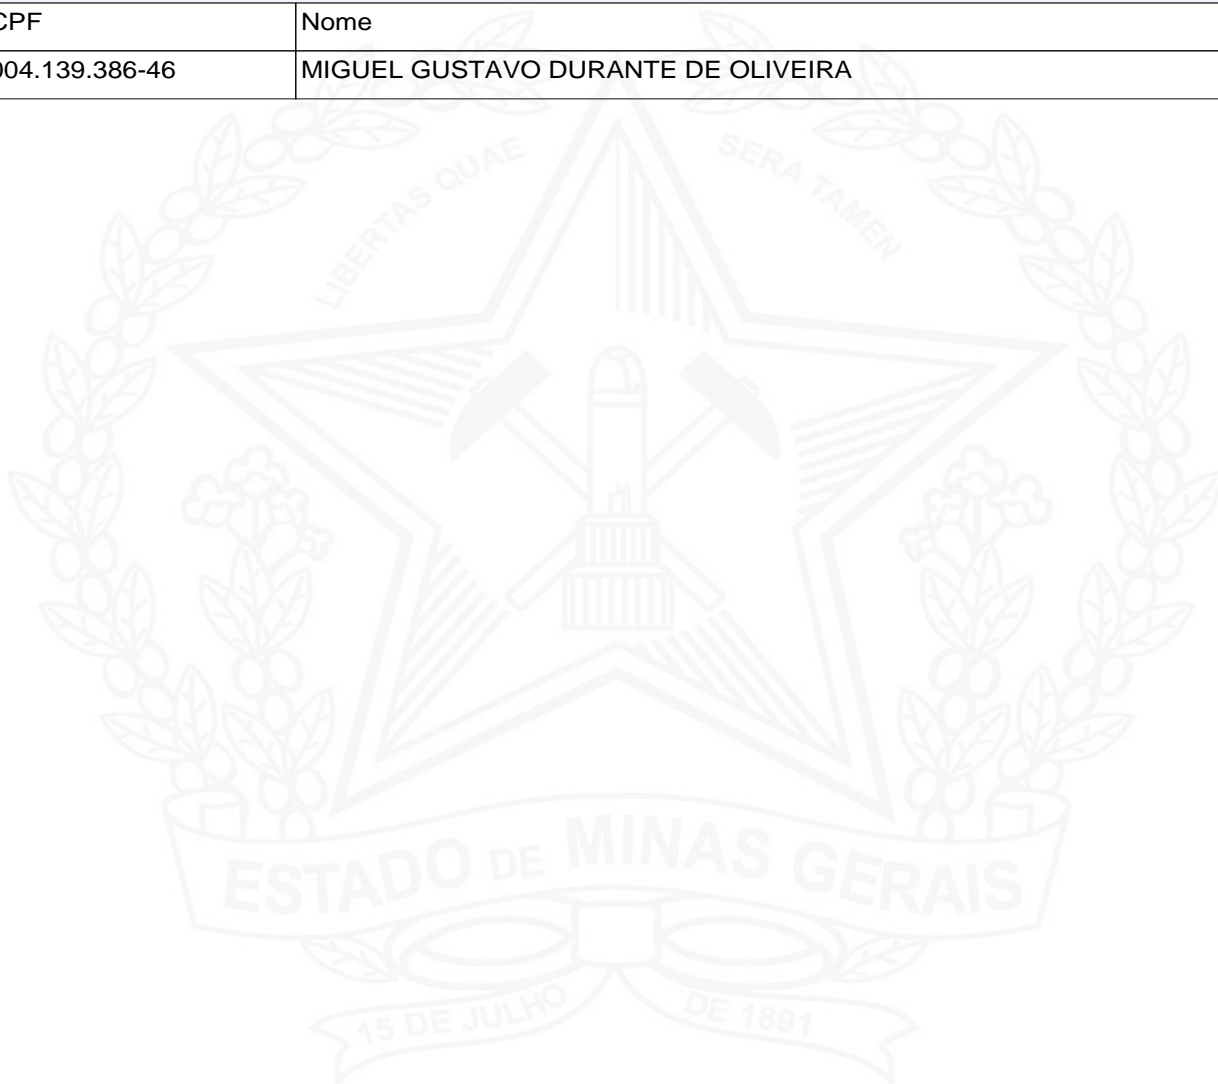 CPF Nome
004.139.386-46 MIGUEL GUSTAVO DURANTE DE OLIVEIRA
LIBERTAS QUAE SERA TAMEN
ESTADO DE MINAS GERAIS
15 DE JULHO DE 1891